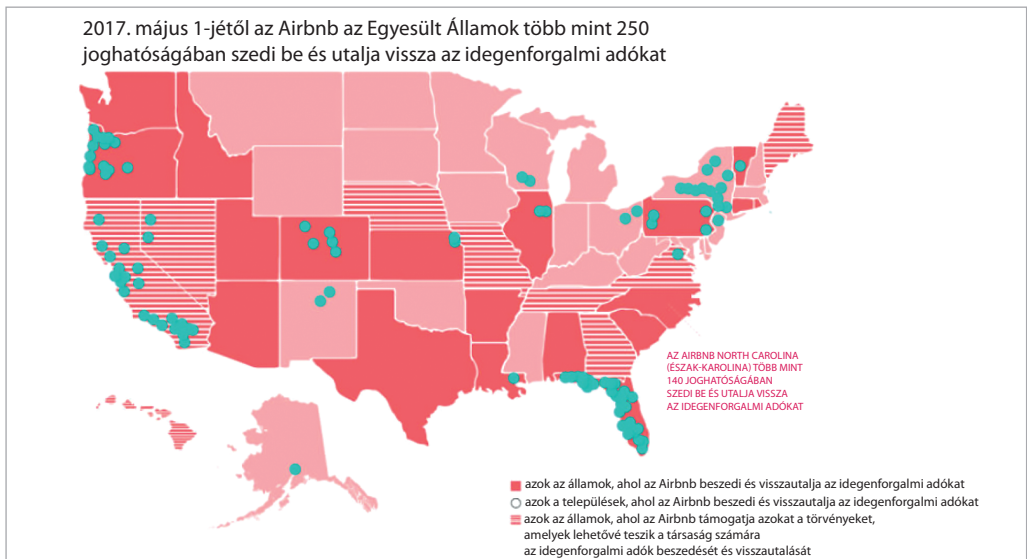 2017. május 1-jétől az Airbnb az Egyesült Államok több mint 250
joghatóságában szedi be és utalja vissza az idegenforgalmi adókat
AZ AIRBNB NORTH CAROLINA
(ÉSZAK-KAROLINA) TÖBB MINT
140 JOGHATÓSÁGÁBAN
SZEDI BE ÉS UTALJA VISSZA
AZ IDEGENFORGALMI ADÓKAT
azok az államok, ahol az Airbnb beszedi és visszautalja az idegenforgalmi adókat
azok a települések, ahol az Airbnb beszedi és visszautalja az idegenforgalmi adókat
azok az államok, ahol az Airbnb támogatja azokat a törvényeket,
amelyek lehetővé teszik a társaság számára
az idegenforgalmi adók beszedését és visszautalását